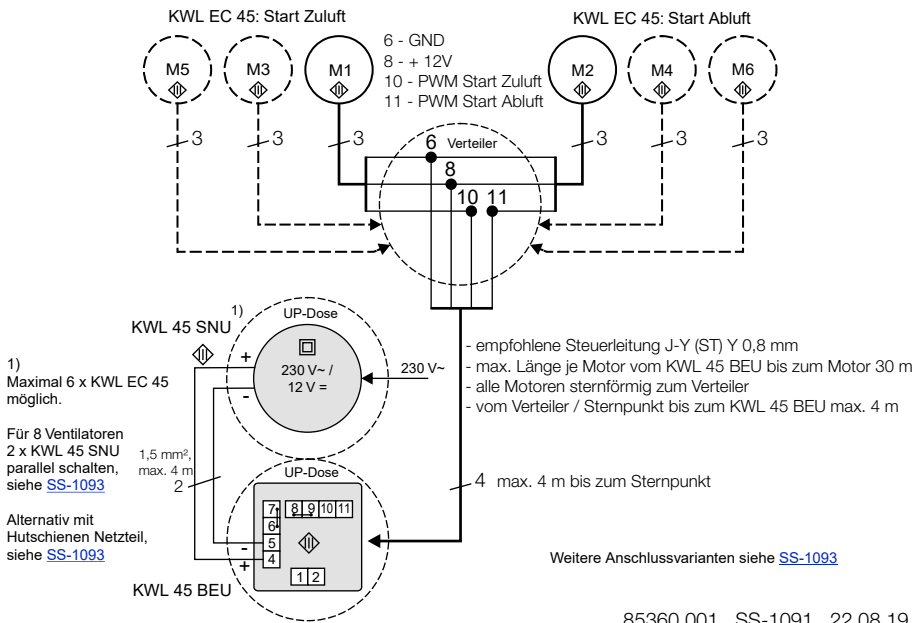 KWL EC 45: Start Zuluft
KWL EC 45: Start Abluft
M5
M3
M1
6 - GND
8 - + 12V
10 - PWM Start Zuluft
11 - PWM Start Abluft
M2
M4
M6
3
3
3
3
3
3
6 Verteiler
8
10 11
1)
UP-Dose
KWL 45 SNU
+
-
230 V~ /
12 V =
230 V~
- empfohlene Steuerleitung J-Y (ST) Y 0,8 mm
- max. Länge je Motor vom KWL 45 BEU bis zum Motor 30 m
- alle Motoren sternförmig zum Verteiler
- vom Verteiler / Sternpunkt bis zum KWL 45 BEU max. 4 m
1)
Maximal 6 x KWL EC 45
möglich.
Für 8 Ventilatoren
2 x KWL 45 SNU
parallel schalten,
siehe SS-1093
Alternativ mit
Hutschienen Netzteil,
siehe SS-1093
1,5 mm²,
max. 4 m
2
UP-Dose
7 8 9 10 11
6
5
4
1 2
-
+
KWL 45 BEU
4 max. 4 m bis zum Sternpunkt
Weitere Anschlussvarianten siehe SS-1093
85360 001 SS-1091 22.08.19